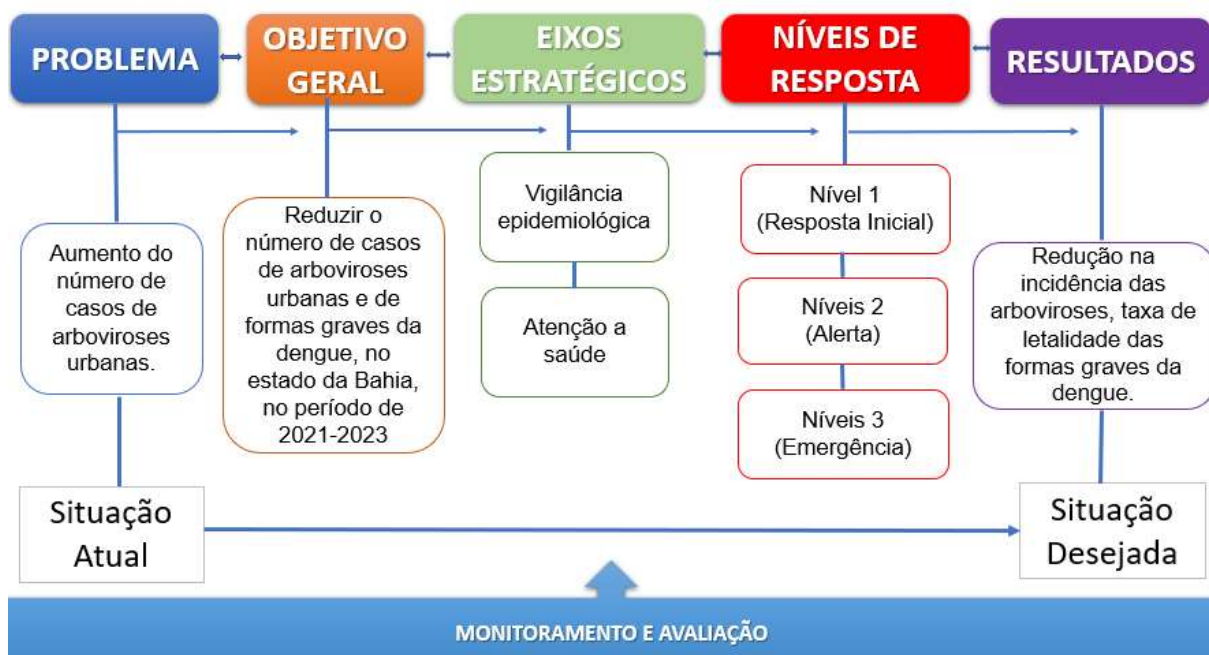 PROBLEMA
OBJETIVO
GERAL
EIXOS
ESTRATÉGICOS
NÍVEIS DE
RESPOSTA
RESULTADOS
Aumento do
número de
casos de
arboviroses
urbanas.
Reduzir o
número de casos
de arboviroses
urbanas e de
formas graves da
dengue, no
estado da Bahia,
no período de
2021-2023
Vigilância
epidemiológica
Atenção a
saúde
Nível 1
(Resposta Inicial)
Níveis 2
(Alerta)
Níveis 3
(Emergência)
Redução na
incidência das
arboviroses, taxa de
letalidade das
formas graves da
dengue.
Situação
Atual
Situação
Desejada
MONITORAMENTO E AVALIAÇÃO